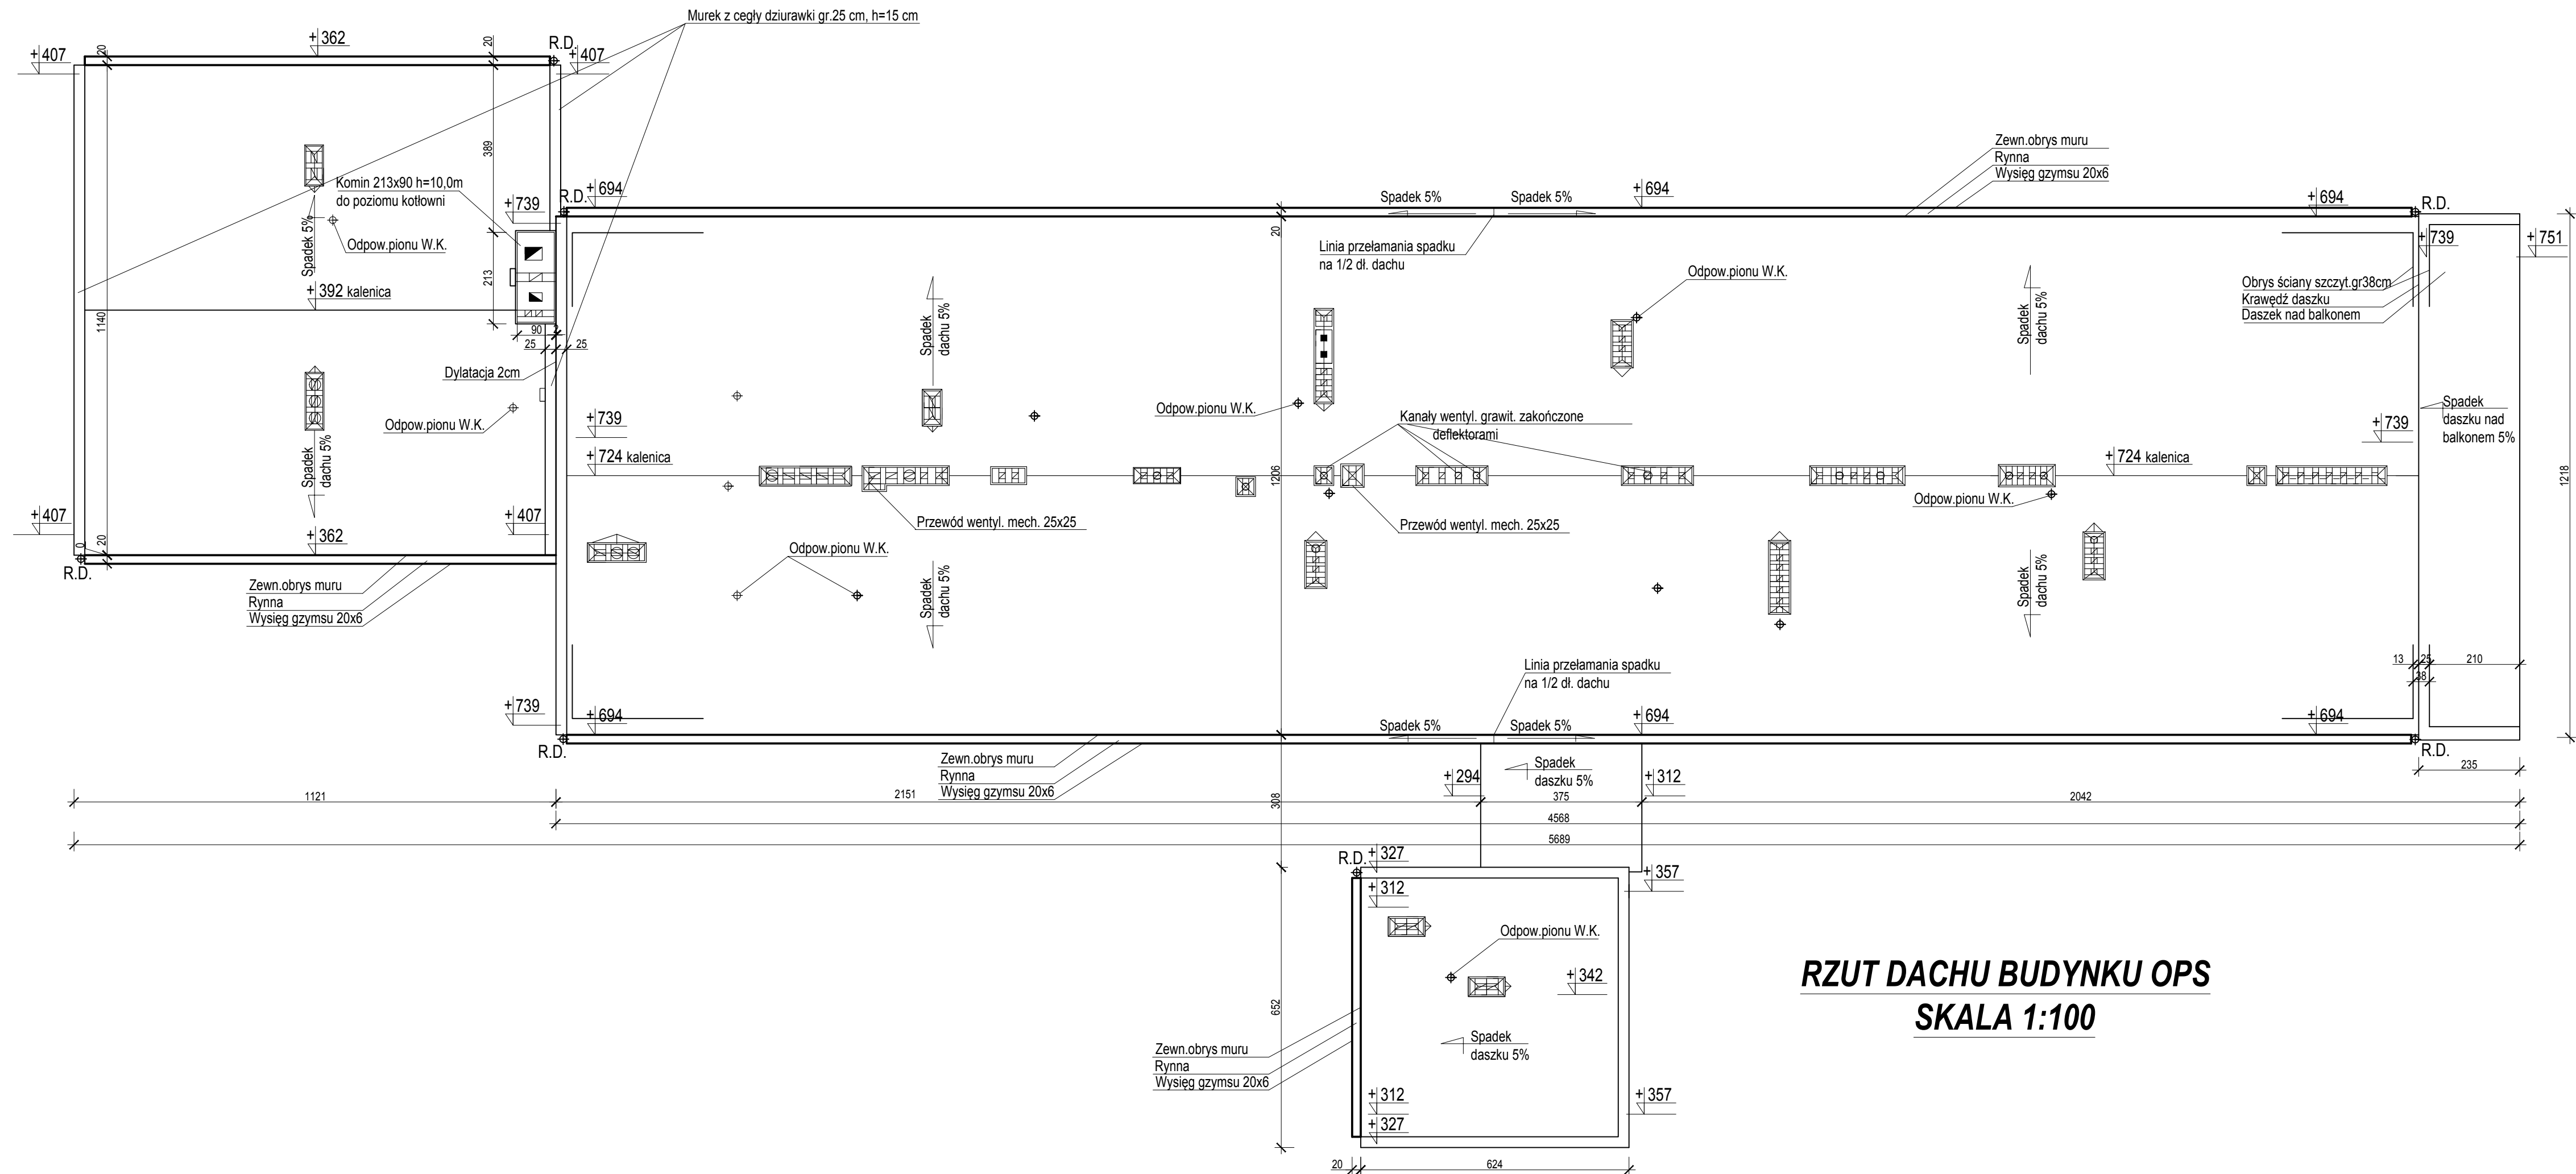 Murek z cegły dziurawki gr.25 cm, h=15 cm
+362
20
20
R.D.
+407
+407
389
Komin 213x90 h=10,0m
do poziomu kotłowni
Spadek 5%
Odpow.pionu W.K.
213
+392 kalenica
1140
90
2
25
25
Dylatacja 2cm
Odpow.pionu W.K.
Spadek
dachu 5%
+407
+407
+362
0
20
R.D.
Zewn.obrys muru
Rynna
Wysięg gzymsu 20x6
R.D.
+694
+739
Spadek 5%
Spadek 5%
+694
Zewn.obrys muru
Rynna
Wysięg gzymsu 20x6
+694
R.D.
20
Linia przełamania spadku
na 1/2 dł. dachu
+739
+751
Odpow.pionu W.K.
Obrys ściany szczyt.gr38cm
Krawędź daszku
Daszek nad balkonem
Spadek
dachu 5%
Spadek
dachu 5%
Odpow.pionu W.K.
Kanały wentyl. grawit. zakończone
deflektorami
+739
+739
Spadek
daszku nad
balkonem 5%
+724 kalenica
+724 kalenica
1206
1218
Odpow.pionu W.K.
Przewód wentyl. mech. 25x25
Przewód wentyl. mech. 25x25
Odpow.pionu W.K.
Spadek
dachu 5%
Spadek
dachu 5%
Linia przełamania spadku
na 1/2 dł. dachu
13
25
210
38
+739
+694
Spadek 5%
Spadek 5%
+694
+694
R.D.
R.D.
Zewn.obrys muru
Rynna
Wysięg gzymsu 20x6
Spadek
daszku 5%
+294
+312
235
1121
2151
308
375
2042
4568
5689
R.D.
+327
+312
+357
Odpow.pionu W.K.
+342
652
Spadek
daszku 5%
Zewn.obrys muru
Rynna
Wysięg gzymsu 20x6
+312
+357
+327
20
624
RZUT DACHU BUDYNKU OPS
SKALA 1:100